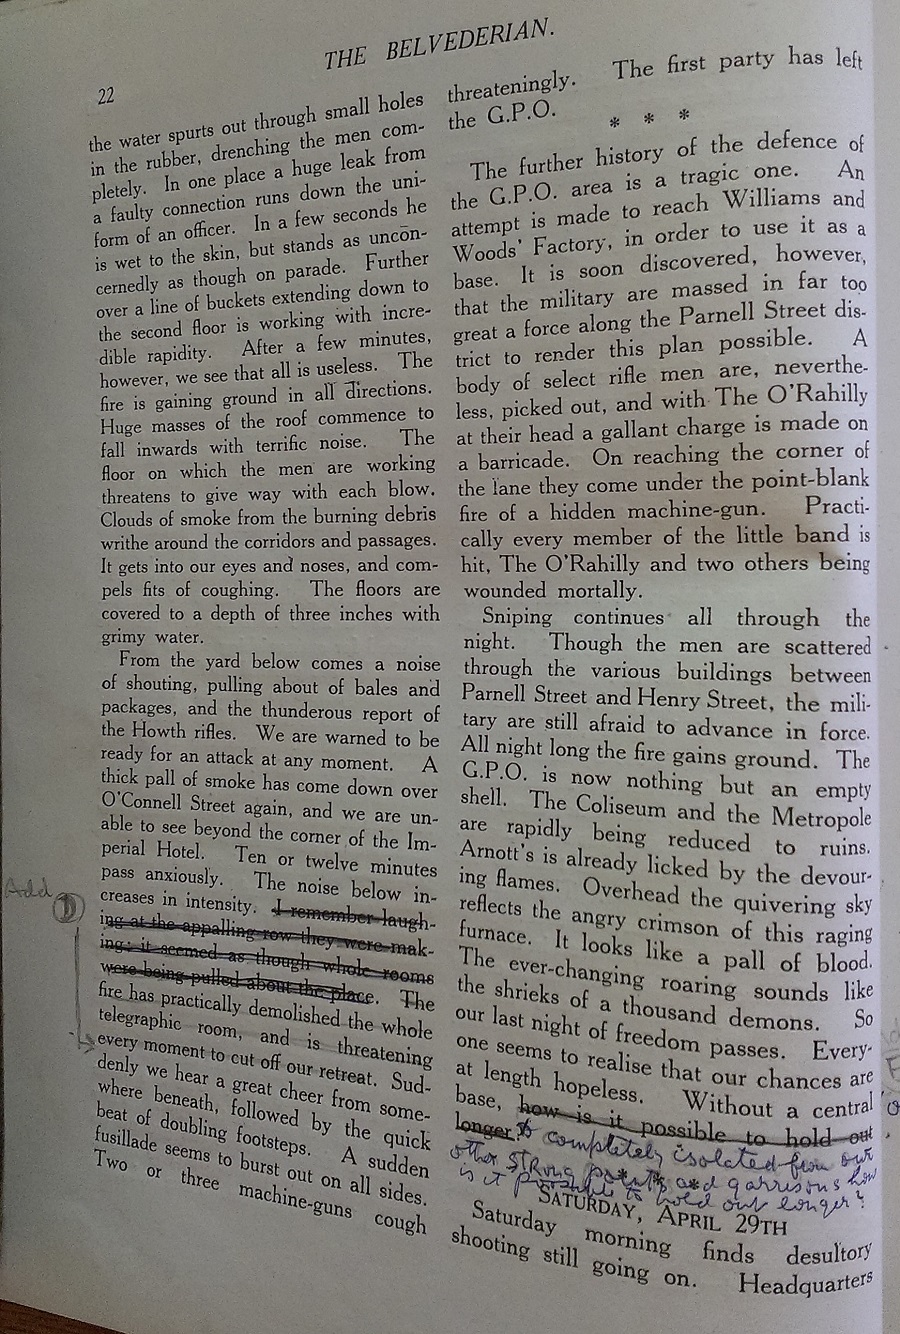 THE BELVEDERIAN.
22
the water spurts out through small holes
in the rubber, drenching the men com-
pletely. In one place a huge leak from
a faulty connection runs down the uni-
form of an officer. In a few seconds he
is wet to the skin, but stands as uncon-
cernedly as though on parade. Further
over a line of buckets extending down to
the second floor is working with incre-
dible rapidity. After a few minutes,
however, we see that all is useless. The
fire is gaining ground in all directions.
Huge masses of the roof commence to
fall inwards with terrific noise. The
floor on which the men are working
threatens to give way with each blow.
Clouds of smoke from the burning debris
writhe around the corridors and passages.
It gets into our eyes and noses, and com-
pels fits of coughing. The floors are
covered to a depth of three inches with
grimy water.
From the yard below comes a noise
of shouting, pulling about of bales and
packages, and the thunderous report of
the Howth rifles. We are warned to be
ready for an attack at any moment. A
thick pall of smoke has come down over
O'Connell Street again, and we are un-
able to see beyond the corner of the Im-
perial Hotel. Ten or twelve minutes
pass anxiously. The noise below in-
Add
creases in intensity. I remember laugh-
ing at the appalling row they were mak-
ing: it seemed as though whole rooms
were being pulled about the place. The
fire has practically demolished the whole
telegraphic room, and is threatening
every moment to cut off our retreat. Sud-
denly we hear a great cheer from some-
where beneath, followed by the quick
beat of doubling footsteps. A sudden
fusillade seems to burst out on all sides.
Two or three machine-guns cough
threateningly. The first party has left
the G.P.O.
* * *
The further history of the defence of
the G.P.O. area is a tragic one. An
attempt is made to reach Williams and
Woods' Factory, in order to use it as a
base. It is soon discovered, however,
that the military are massed in far too
great a force along the Parnell Street dis-
trict to render this plan possible. A
body of select rifle men are, neverthe-
less, picked out, and with The O'Rahilly
at their head a gallant charge is made on
a barricade. On reaching the corner of
the lane they come under the point-blank
fire of a hidden machine-gun. Practi-
cally every member of the little band is
hit, The O'Rahilly and two others being
wounded mortally.
Sniping continues all through the
night. Though the men are scattered
through the various buildings between
Parnell Street and Henry Street, the mili-
tary are still afraid to advance in force.
All night long the fire gains ground. The
G.P.O. is now nothing but an empty
shell. The Coliseum and the Metropole
are rapidly being reduced to ruins.
Arnott's is already licked by the devour-
ing flames. Overhead the quivering sky
reflects the angry crimson of this raging
furnace. It looks like a pall of blood.
The ever-changing roaring sounds like
the shrieks of a thousand demons. So
our last night of freedom passes. Every-
one seems to realise that our chances are
at length hopeless. Without a central
base, how is it possible to hold out
longer? completely isolated from our
other strong points and garrisons how
is it possible to hold out longer?
SATURDAY, APRIL 29TH
Saturday morning finds desultory
shooting still going on. Headquarters